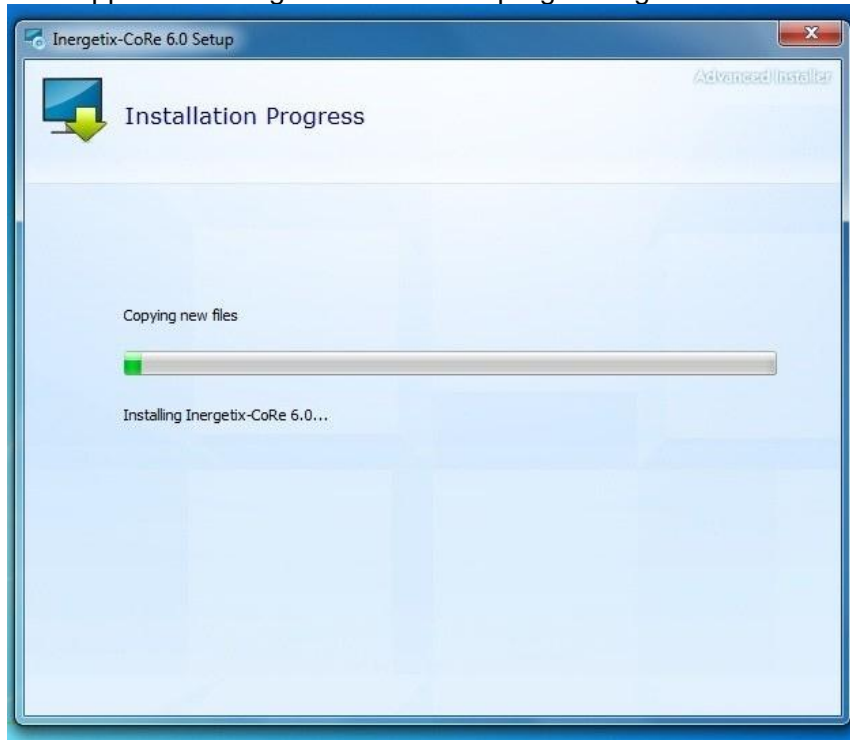 Inergetix-CoRe 6.0 Setup
Advanced Installer
Installation Progress
Copying new files
Installing Inergetix-CoRe 6.0...